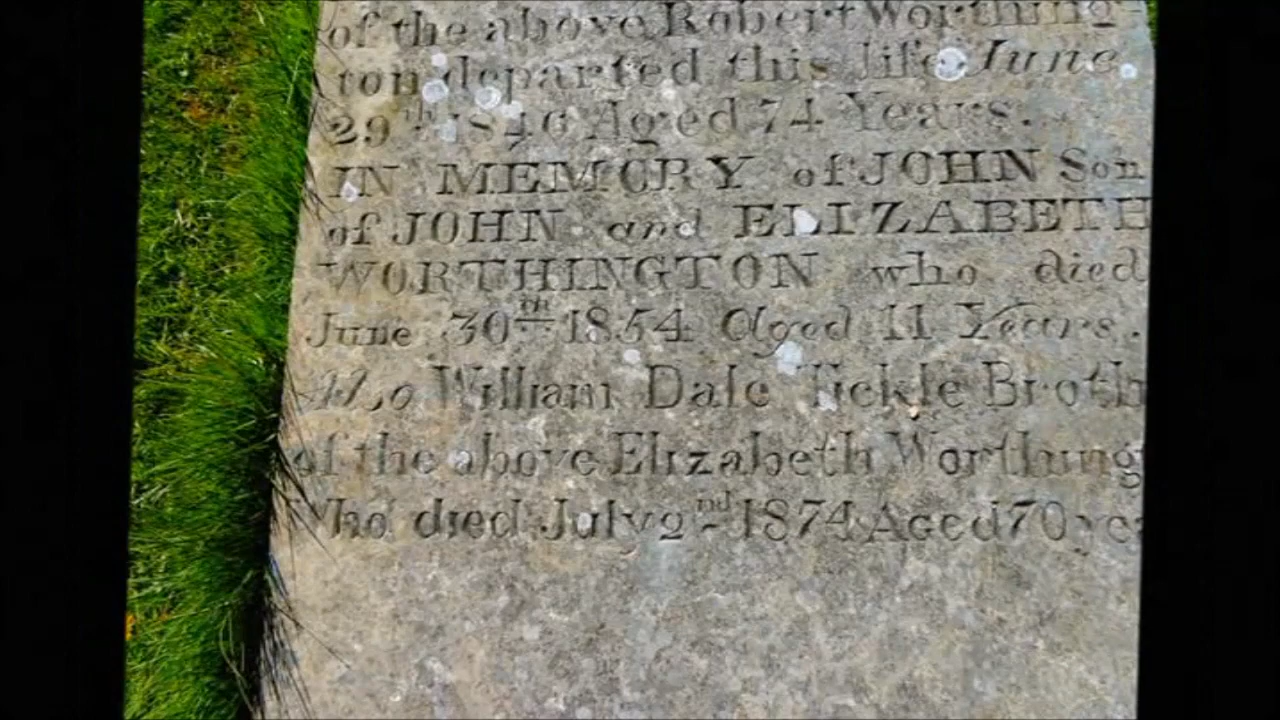 of the above Robert Worthing-
ton departed this life June
29th 1846 Aged 74 Years.
IN MEMORY of JOHN Son
of JOHN and ELIZABETH
WORTHINGTON who died
June 30th 1854 Aged 11 Years.
Also William Dale Tickle Broth
of the above Elizabeth Worthing
Who died July 2nd 1874 Aged 70 ye